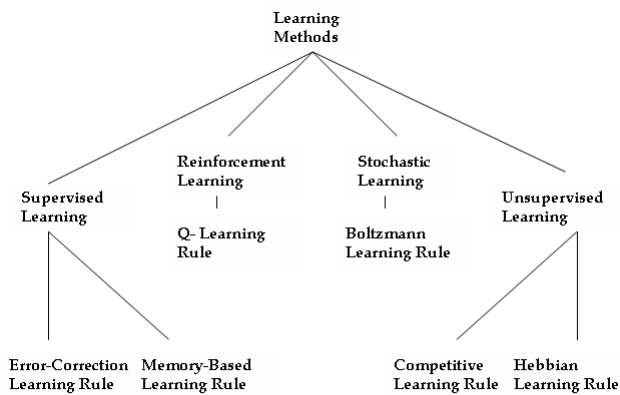 Learning
Methods
Reinforcement
Learning
Stochastic
Learning
Supervised
Learning
Unsupervised
Learning
Q- Learning
Rule
Boltzmann
Learning Rule
Error-Correction
Learning Rule
Memory-Based
Learning Rule
Competitive
Learning Rule
Hebbian
Learning Rule